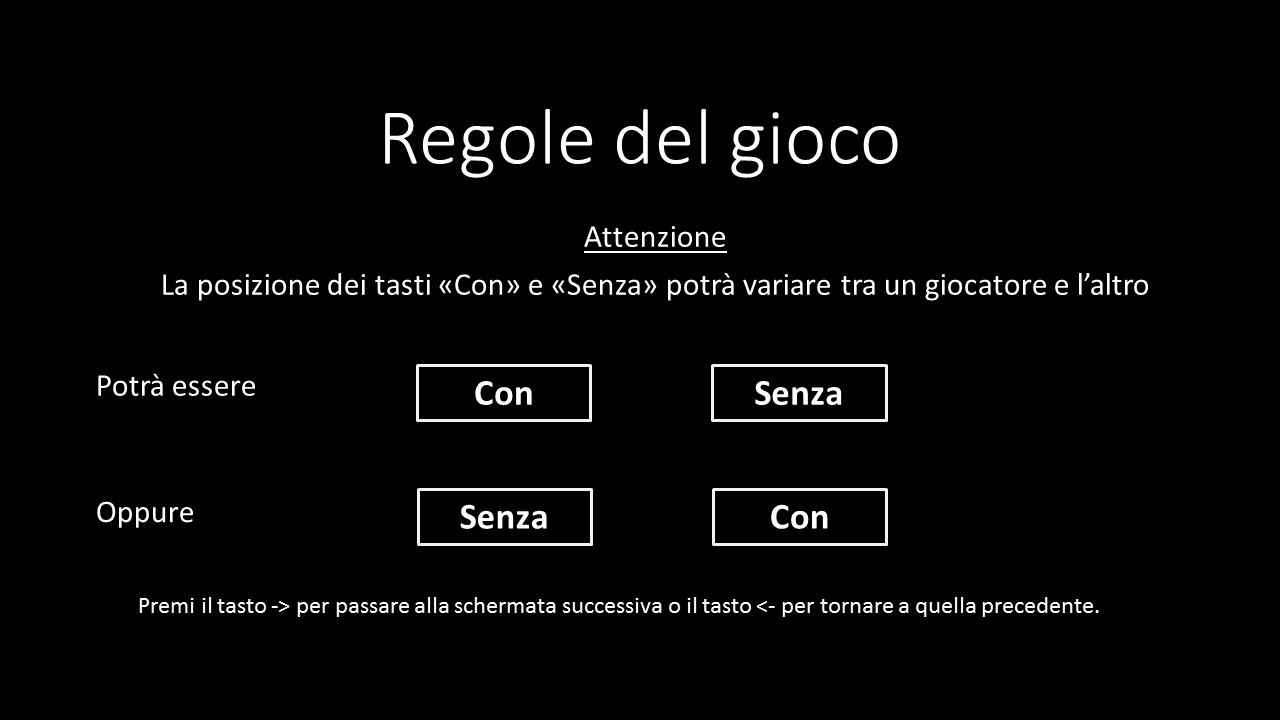 Regole del gioco
Attenzione
La posizione dei tasti «Con» e «Senza» potrà variare tra un giocatore e l’altro
Potrà essere Con Senza
Oppure Senza Con
Premi il tasto -> per passare alla schermata successiva o il tasto <- per tornare a quella precedente.